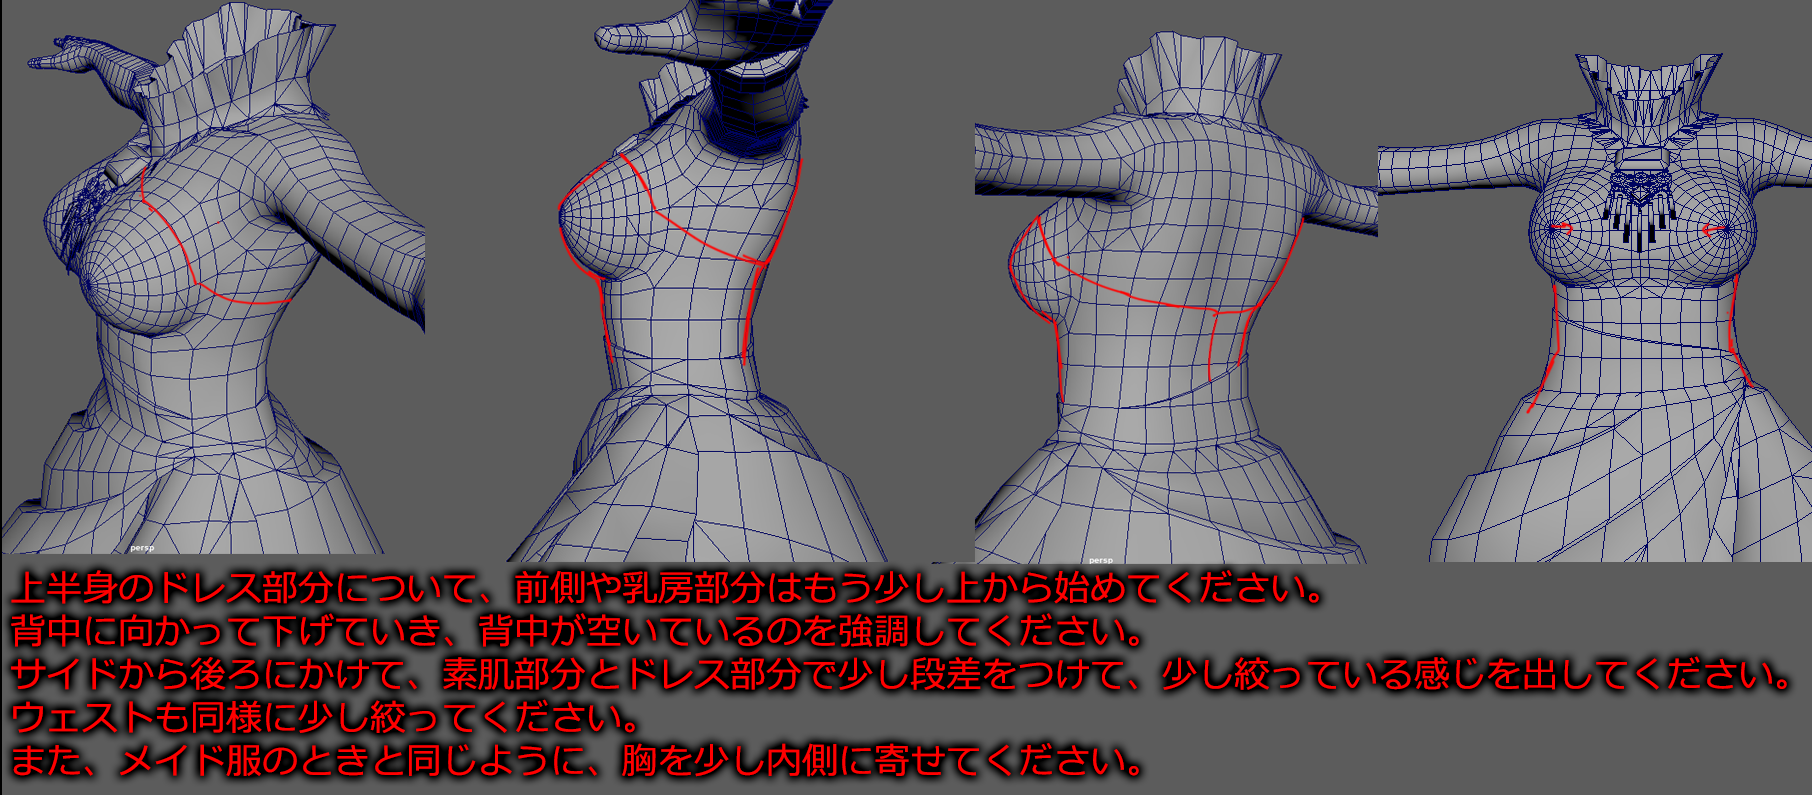 persp
persp
上半身のドレス部分について、前側や乳房部分はもう少し上から始めてください。
背中に向かって下げていき、背中が空いているのを強調してください。
サイドから後ろにかけて、素肌部分とドレス部分で少し段差をつけて、少し絞っている感じを出してください。
ウェストも同様に少し絞ってください。
また、メイド服のときと同じように、胸を少し内側に寄せてください。